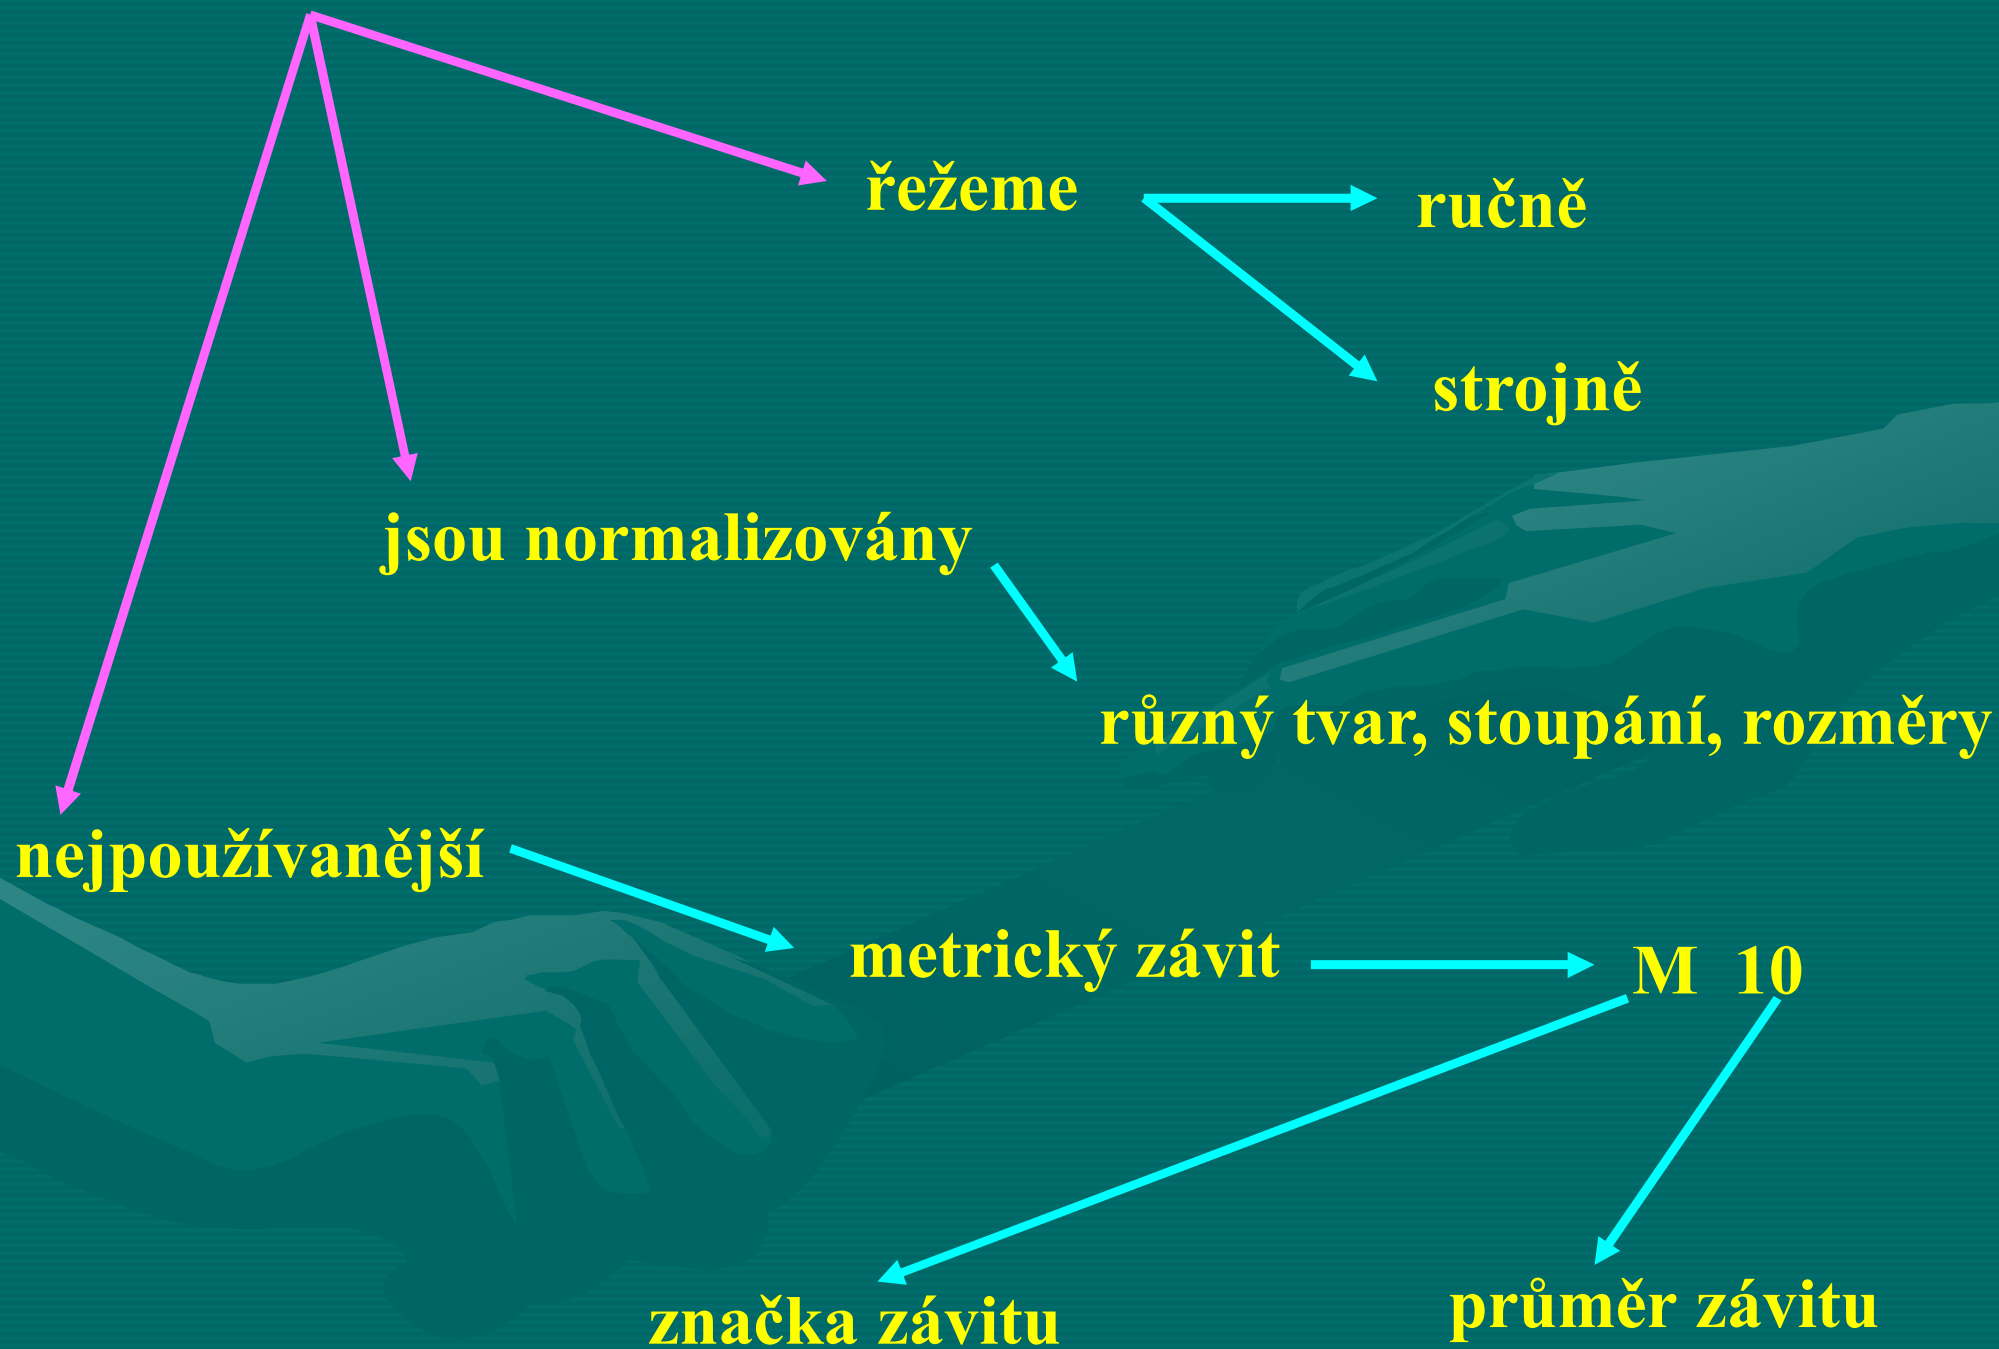 řežeme
ručně
strojně
jsou normalizovány
různý tvar, stoupání, rozměry
nejpoužívanější
metrický závit
M 10
značka závitu
průměr závitu